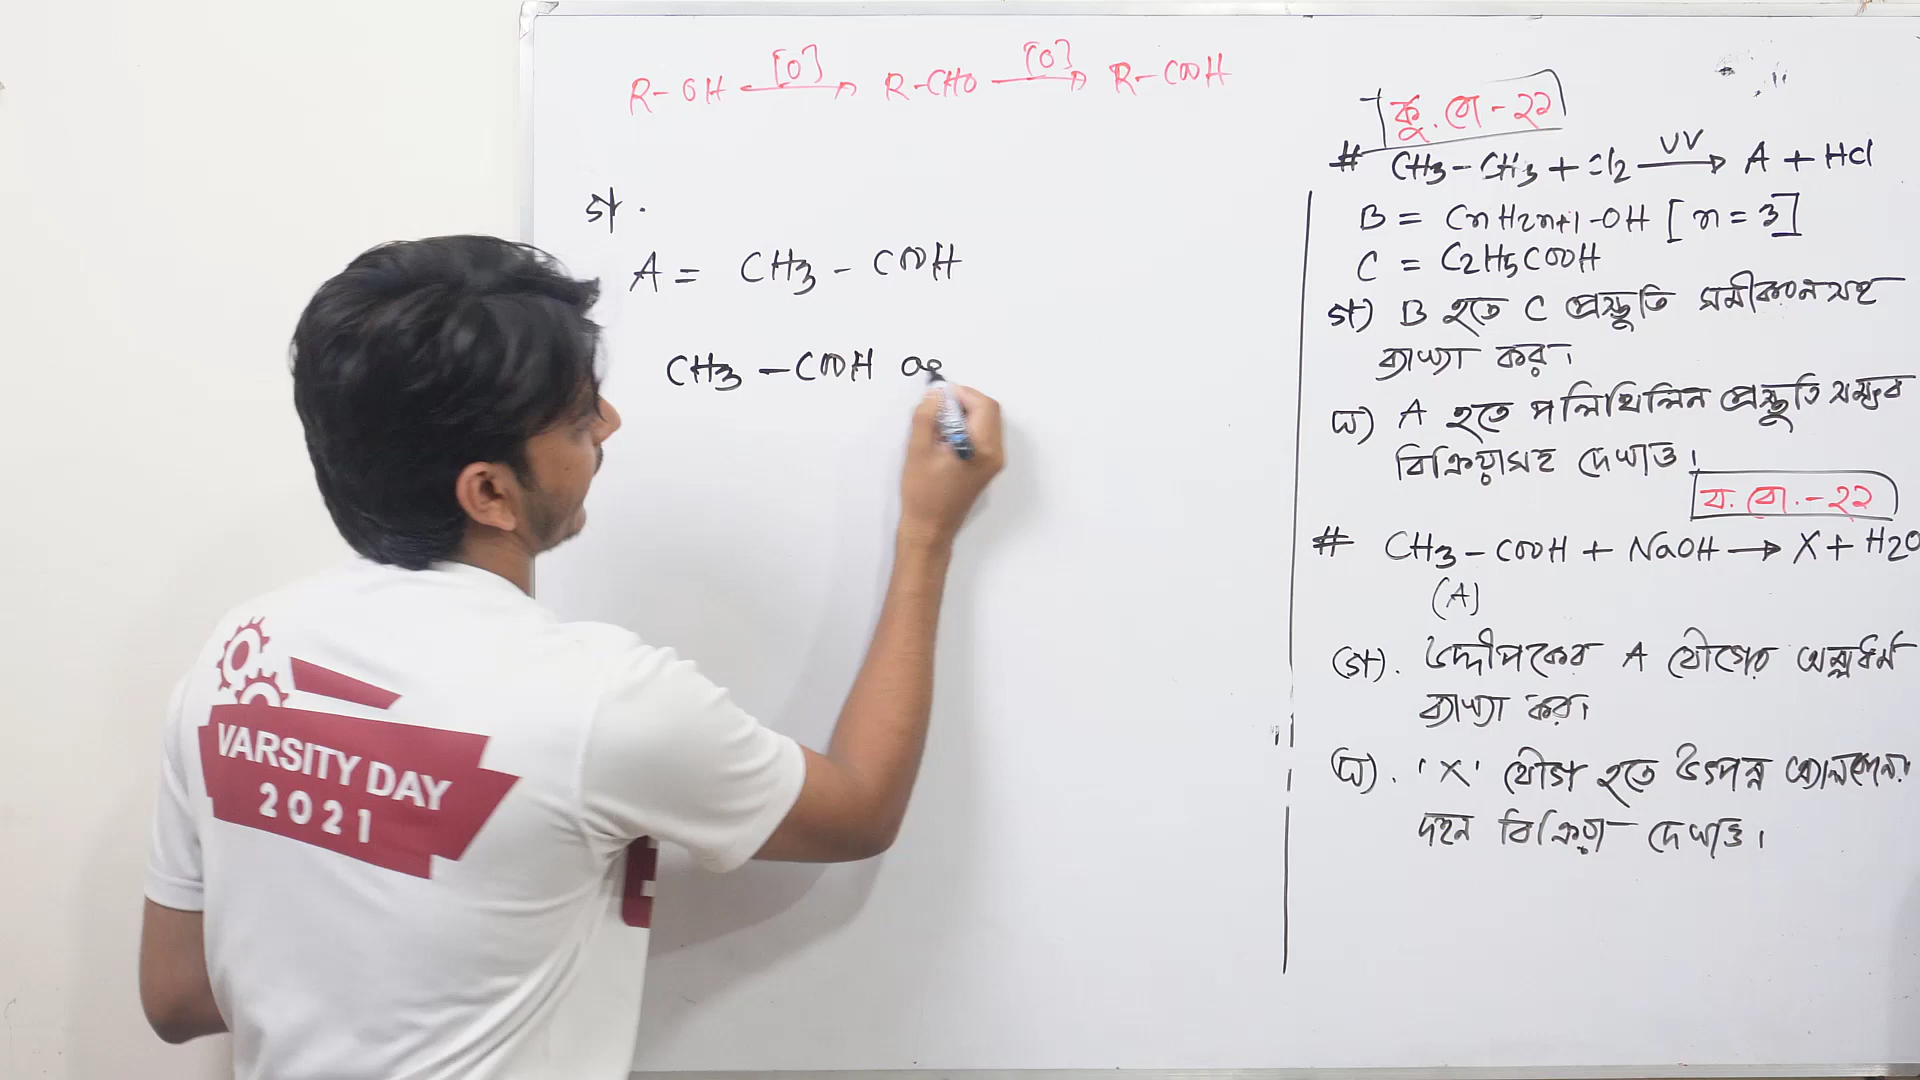 R-OH [O]→ R-CHO [O]→ R-COOH
গ.
A = CH3 - COOH
CH3 - COOH
কু. বো - ২২
# CH3-CH3 + Cl2 UV→ A + HCl
B = CnH2n+1-OH [n = 3]
C = C2H5COOH
গ) B হতে C প্রস্তুতি সমীকরণসহ
ব্যাখ্যা কর।
ঘ) A হতে পলিথিলিন প্রস্তুতি সম্ভব
বিক্রিয়াসহ দেখাও।
ব. বো. - ২২
# CH3-COOH + NaOH → X + H2O
(A)
(গ). উদ্দীপকের A যৌগের অম্লধর্ম
ব্যাখ্যা কর।
(ঘ). 'X' যৌগ হতে উৎপন্ন অ্যালকেনের
দহন বিক্রিয়া দেখাও।
VARSITY DAY
2021